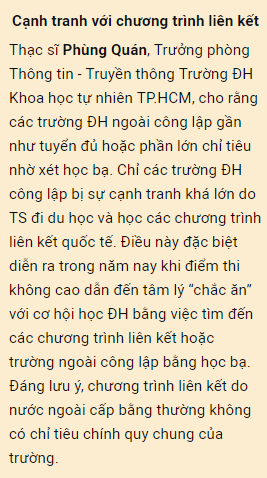 Cạnh tranh với chương trình liên kết
Thạc sĩ Phùng Quán, Trưởng phòng
Thông tin - Truyền thông Trường ĐH
Khoa học tự nhiên TP.HCM, cho rằng
các trường ĐH ngoài công lập gần
như tuyển đủ hoặc phần lớn chỉ tiêu
nhờ xét học bạ. Chỉ các trường ĐH
công lập bị sự cạnh tranh khá lớn do
TS đi du học và học các chương trình
liên kết quốc tế. Điều này đặc biệt
diễn ra trong năm nay khi điểm thi
không cao dẫn đến tâm lý “chắc ăn”
với cơ hội học ĐH bằng việc tìm đến
các chương trình liên kết hoặc
trường ngoài công lập bằng học bạ.
Đáng lưu ý, chương trình liên kết do
nước ngoài cấp bằng thường không
có chỉ tiêu chính quy chung của
trường.